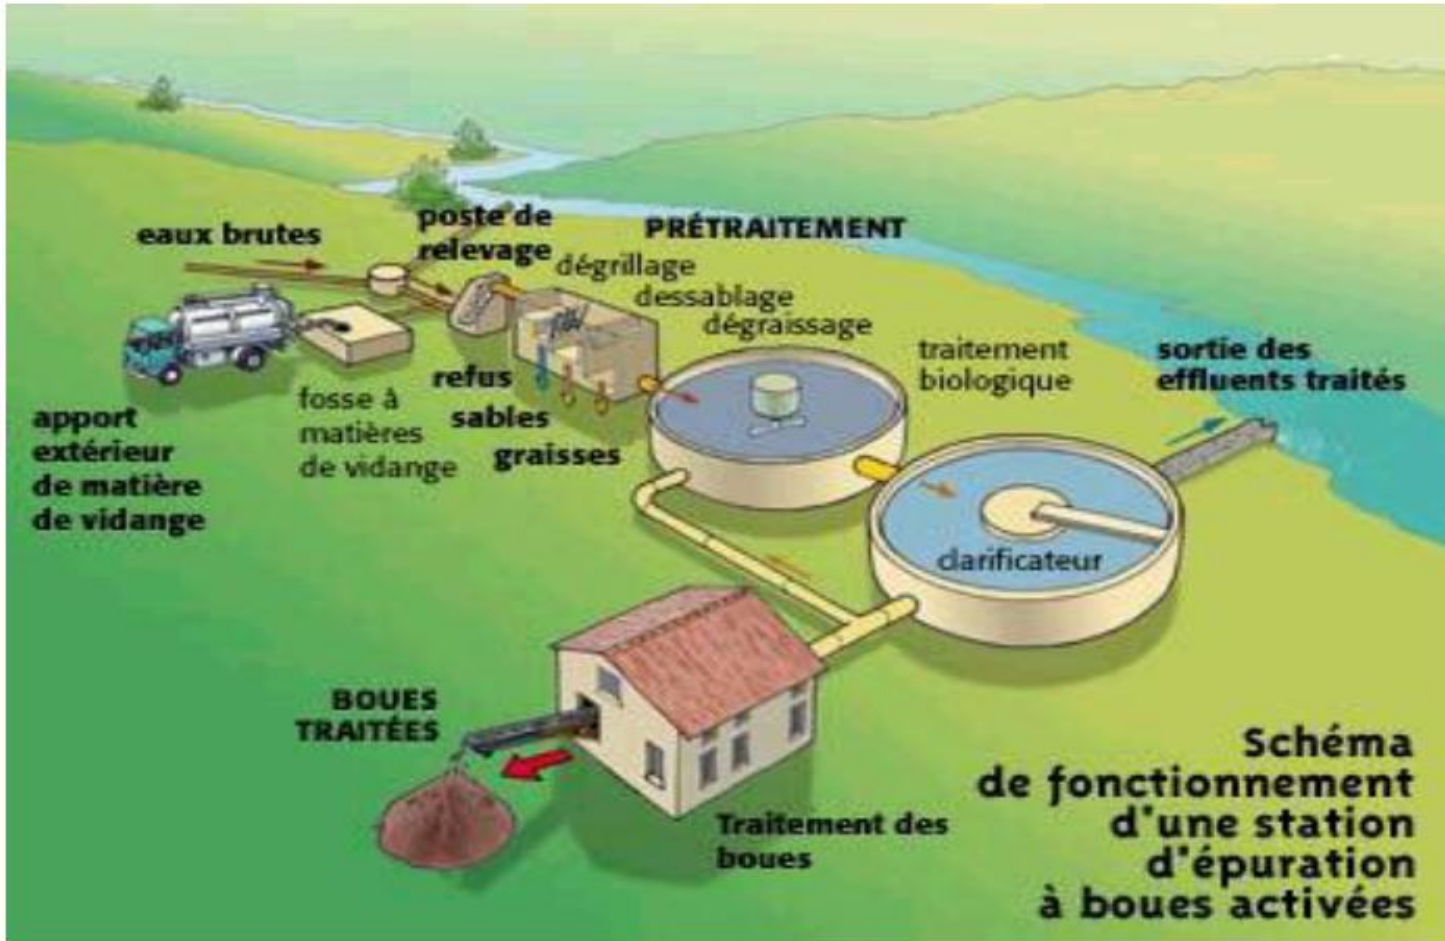 eaux brutes
poste de
relevage
PRÉTRAITEMENT
dégrillage
dessablage
dégraissage
traitement
biologique
sortie des
effluents traités
refus
sables
graisses
fosse à
matières
de vidange
apport
extérieur
de matière
de vidange
clarificateur
BOUES
TRAITÉES
Traitement des
boues
Schéma
de fonctionnement
d'une station
d'épuration
à boues activées